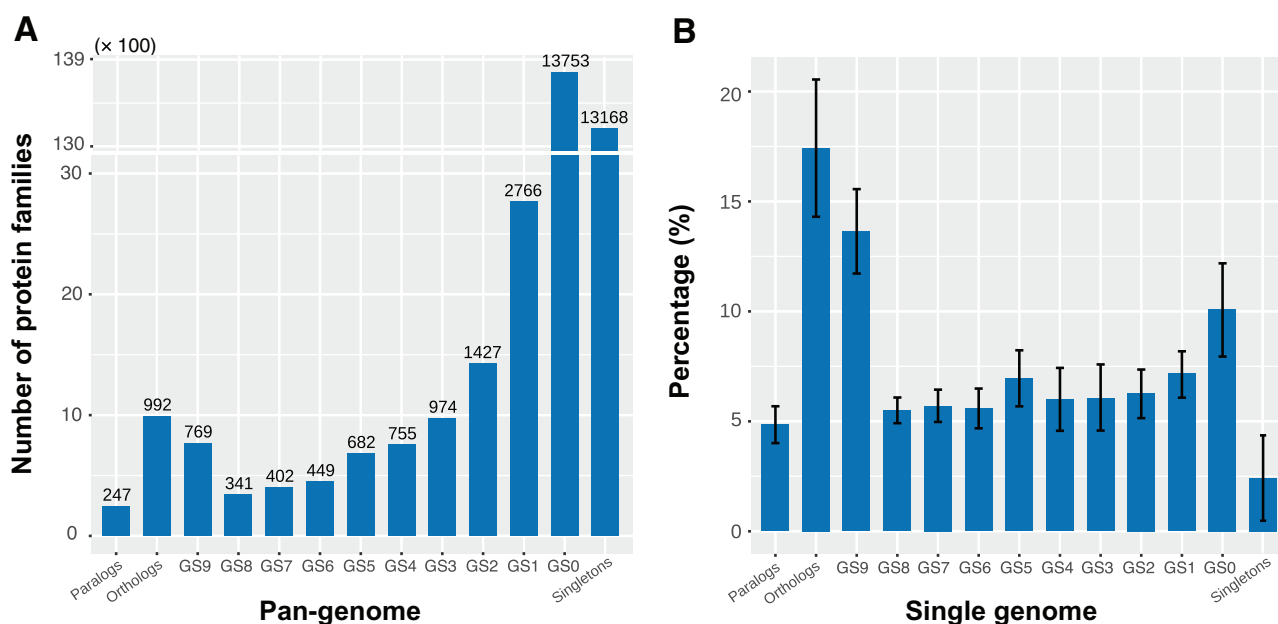 A
(× 100)
139
130
30
20
10
0
Number of protein families
247
992
769
341
402
449
682
755
974
1427
2766
13753
13168
Paralogs
Orthologs
GS9
GS8
GS7
GS6
GS5
GS4
GS3
GS2
GS1
GS0
Singletons
Pan-genome
B
20
15
10
5
0
Percentage (%)
Paralogs
Orthologs
GS9
GS8
GS7
GS6
GS5
GS4
GS3
GS2
GS1
GS0
Singletons
Single genome